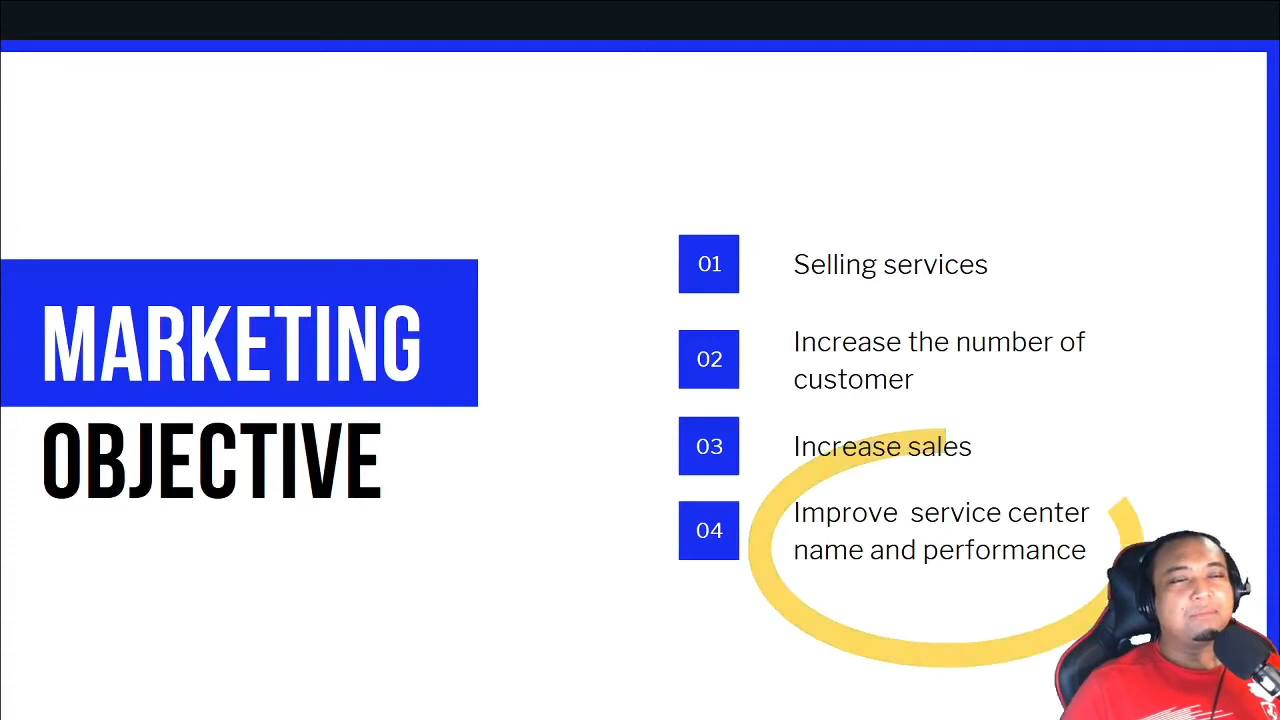 MARKETING
OBJECTIVE
01
Selling services
02
Increase the number of
customer
03
Increase sales
04
Improve  service center
name and performance